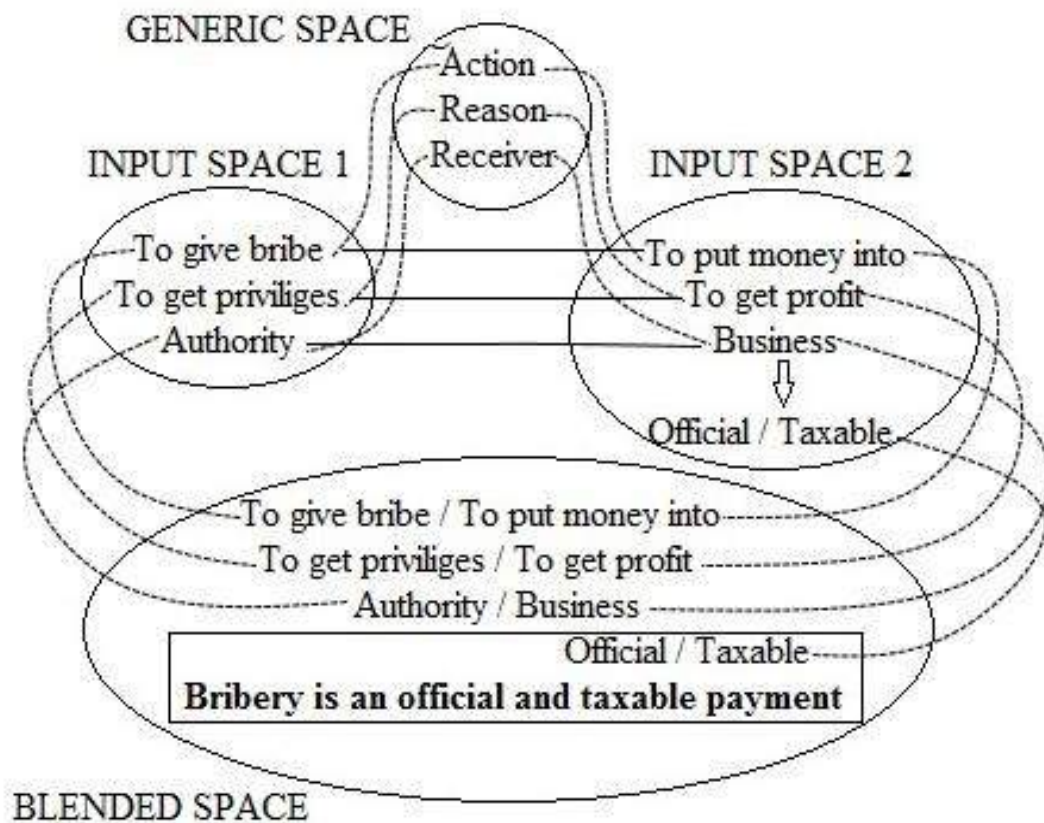 GENERIC SPACE
Action
Reason
Receiver
INPUT SPACE 1
To give bribe
To get priviliges
Authority
INPUT SPACE 2
To put money into
To get profit
Business
Official / Taxable
To give bribe / To put money into
To get priviliges / To get profit
Authority / Business
Official / Taxable
Bribery is an official and taxable payment
BLENDED SPACE